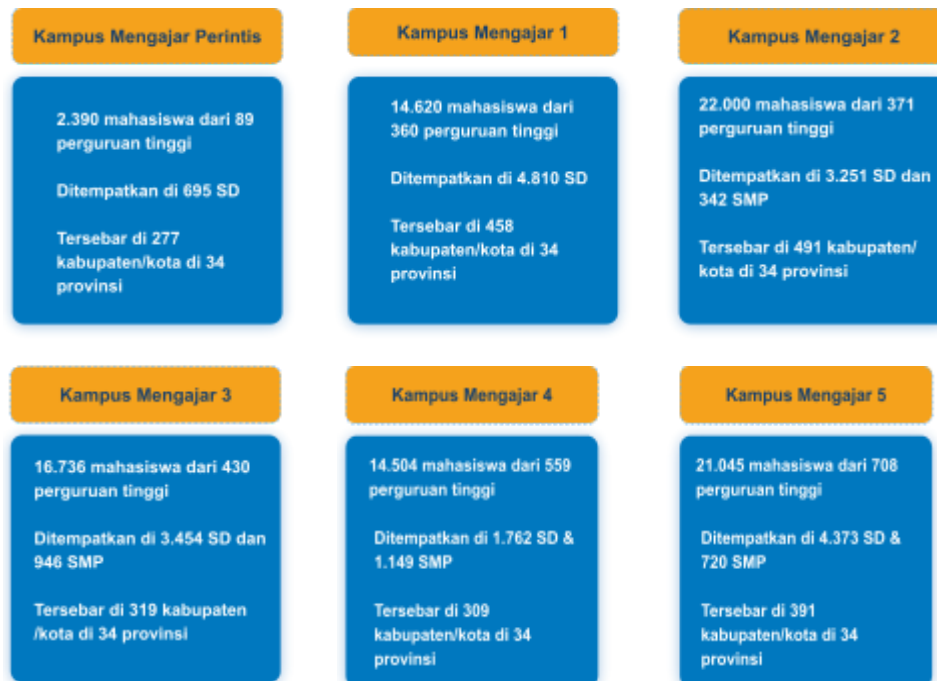 Kampus Mengajar Perintis
2.390 mahasiswa dari 89
perguruan tinggi
Ditempatkan di 695 SD
Tersebar di 277
kabupaten/kota di 34
provinsi
Kampus Mengajar 1
14.620 mahasiswa dari
360 perguruan tinggi
Ditempatkan di 4.810 SD
Tersebar di 458
kabupaten/kota di 34
provinsi
Kampus Mengajar 2
22.000 mahasiswa dari 371
perguruan tinggi
Ditempatkan di 3.251 SD dan
342 SMP
Tersebar di 491 kabupaten/
kota di 34 provinsi
Kampus Mengajar 3
16.736 mahasiswa dari 430
perguruan tinggi
Ditempatkan di 3.454 SD dan
946 SMP
Tersebar di 319 kabupaten
/kota di 34 provinsi
Kampus Mengajar 4
14.504 mahasiswa dari 559
perguruan tinggi
Ditempatkan di 1.762 SD &
1.149 SMP
Tersebar di 309
kabupaten/kota di 34
provinsi
Kampus Mengajar 5
21.045 mahasiswa dari 708
perguruan tinggi
Ditempatkan di 4.373 SD &
720 SMP
Tersebar di 391
kabupaten/kota di 34
provinsi